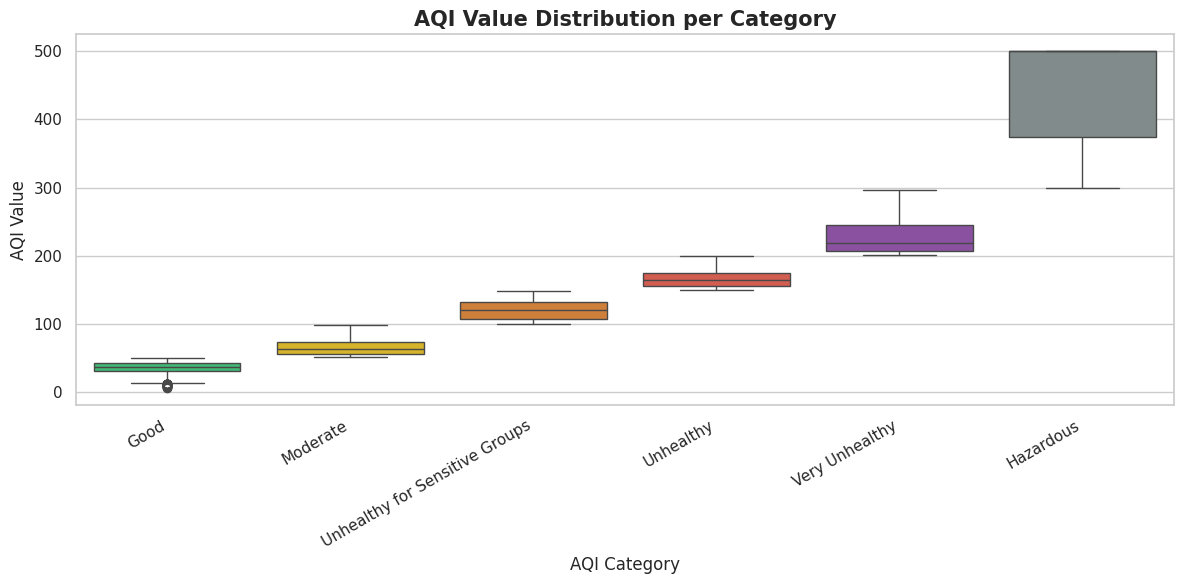 AQI Value Distribution per Category
AQI Value
500
400
300
200
100
0
Good
Moderate
Unhealthy for Sensitive Groups
Unhealthy
Very Unhealthy
Hazardous
AQI Category